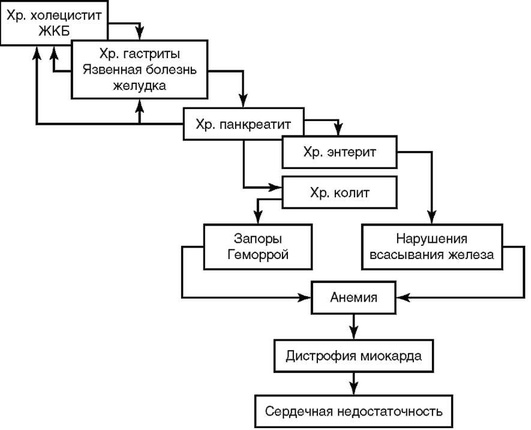 Хр. холецистит
ЖКБ
Хр. гастриты
Язвенная болезнь
желудка
Хр. панкреатит
Хр. энтерит
Хр. колит
Запоры
Геморрой
Нарушения
всасывания железа
Анемия
Дистрофия миокарда
Сердечная недостаточность